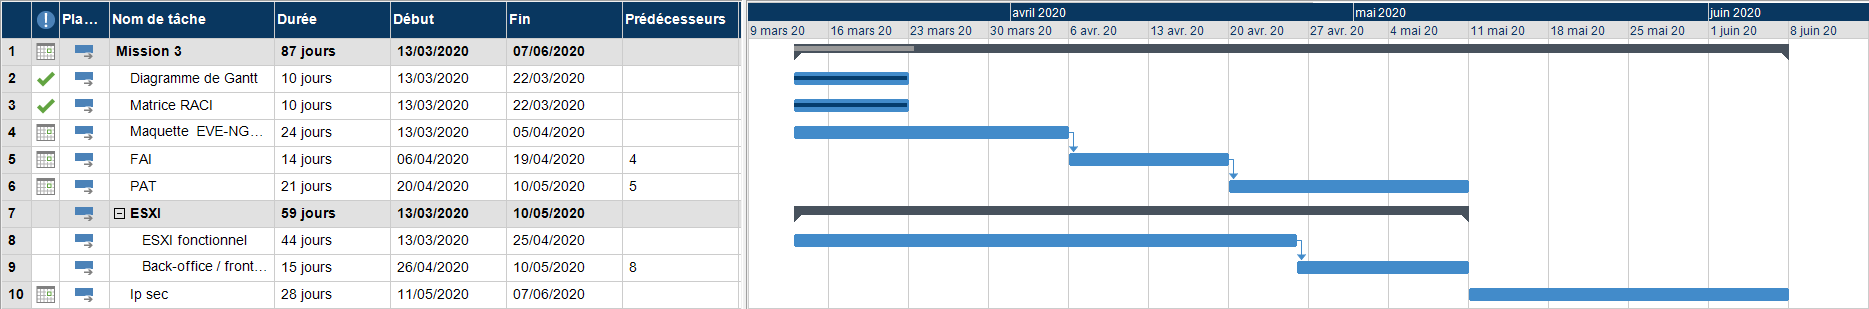 Pla... Nom de tâche Durée Début Fin Prédécesseurs
avril 2020 mai 2020 juin 2020
9 mars 20 16 mars 20 23 mars 20 30 mars 20 6 avr. 20 13 avr. 20 20 avr. 20 27 avr. 20 4 mai 20 11 mai 20 18 mai 20 25 mai 20 1 juin 20 8 juin 20
1 Mission 3 87 jours 13/03/2020 07/06/2020
2 Diagramme de Gantt 10 jours 13/03/2020 22/03/2020
3 Matrice RACI 10 jours 13/03/2020 22/03/2020
4 Maquette EVE-NG... 24 jours 13/03/2020 05/04/2020
5 FAI 14 jours 06/04/2020 19/04/2020 4
6 PAT 21 jours 20/04/2020 10/05/2020 5
7 ESXI 59 jours 13/03/2020 10/05/2020
8 ESXI fonctionnel 44 jours 13/03/2020 25/04/2020
9 Back-office / front... 15 jours 26/04/2020 10/05/2020 8
10 Ip sec 28 jours 11/05/2020 07/06/2020